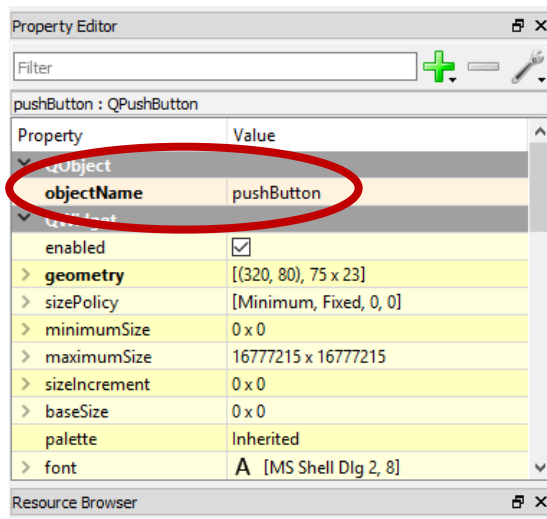 Property Editor
Filter
pushButton : QPushButton
Property Value
QObject
objectName pushButton
QWidget
enabled
geometry [(320, 80), 75 x 23]
sizePolicy [Minimum, Fixed, 0, 0]
minimumSize 0 x 0
maximumSize 16777215 x 16777215
sizeIncrement 0 x 0
baseSize 0 x 0
palette Inherited
font A [MS Shell Dlg 2, 8]
Resource Browser